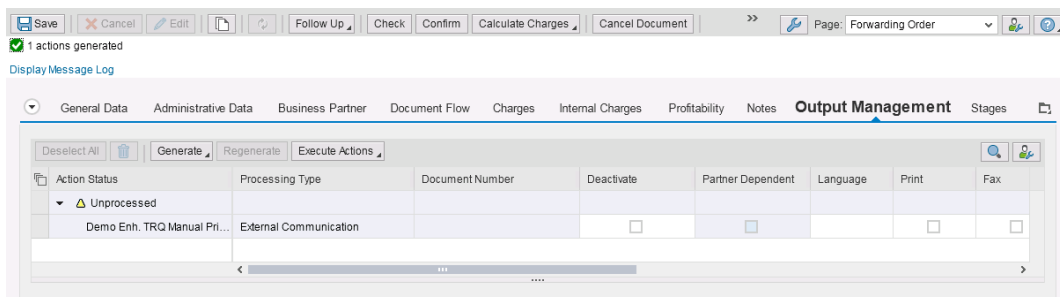 Save Cancel Edit Follow Up Check Confirm Calculate Charges Cancel Document >> Page: Forwarding Order
1 actions generated
Display Message Log
General Data Administrative Data Business Partner Document Flow Charges Internal Charges Profitability Notes Output Management Stages
Deselect All Generate Regenerate Execute Actions
Action Status Processing Type Document Number Deactivate Partner Dependent Language Print Fax
Unprocessed
Demo Enh. TRQ Manual Pri... External Communication